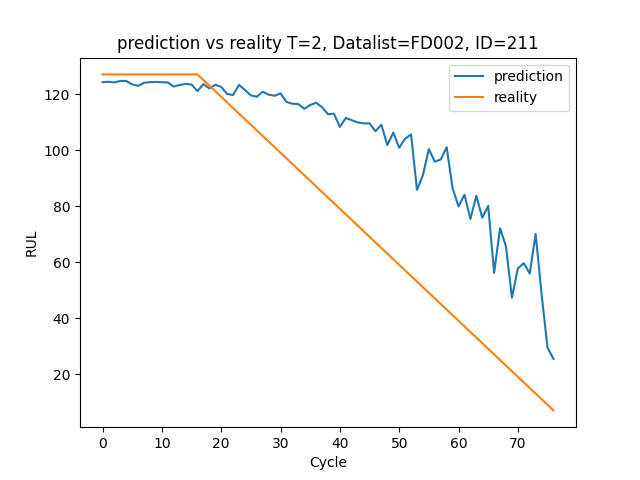 prediction vs reality T=2, Datalist=FD002, ID=211
prediction
reality
120
100
80
60
40
20
RUL
0 10 20 30 40 50 60 70
Cycle